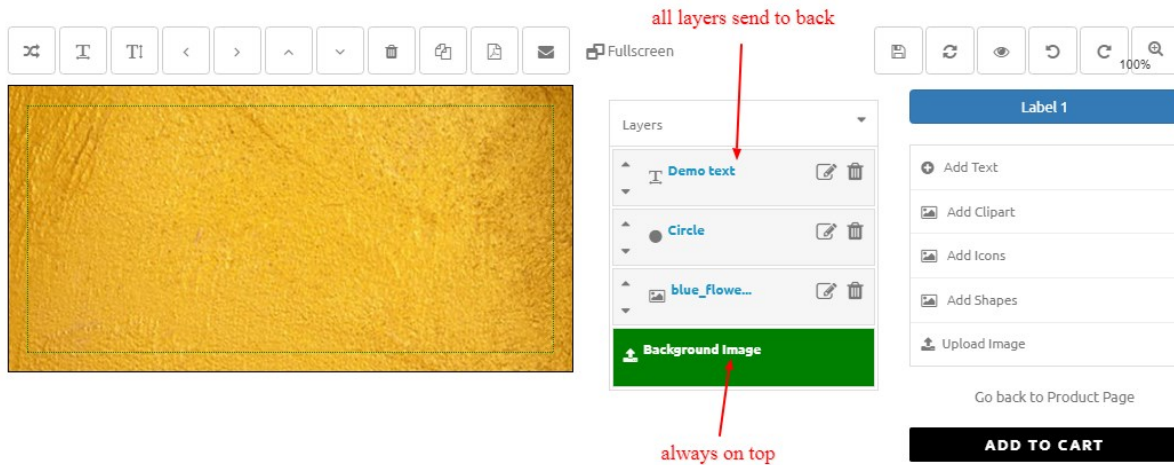 all layers send to back
Fullscreen
100%
Layers
Label 1
Demo text
Add Text
Add Clipart
Circle
Add Icons
blue_flowe...
Add Shapes
Background Image
Upload Image
Go back to Product Page
ADD TO CART
always on top